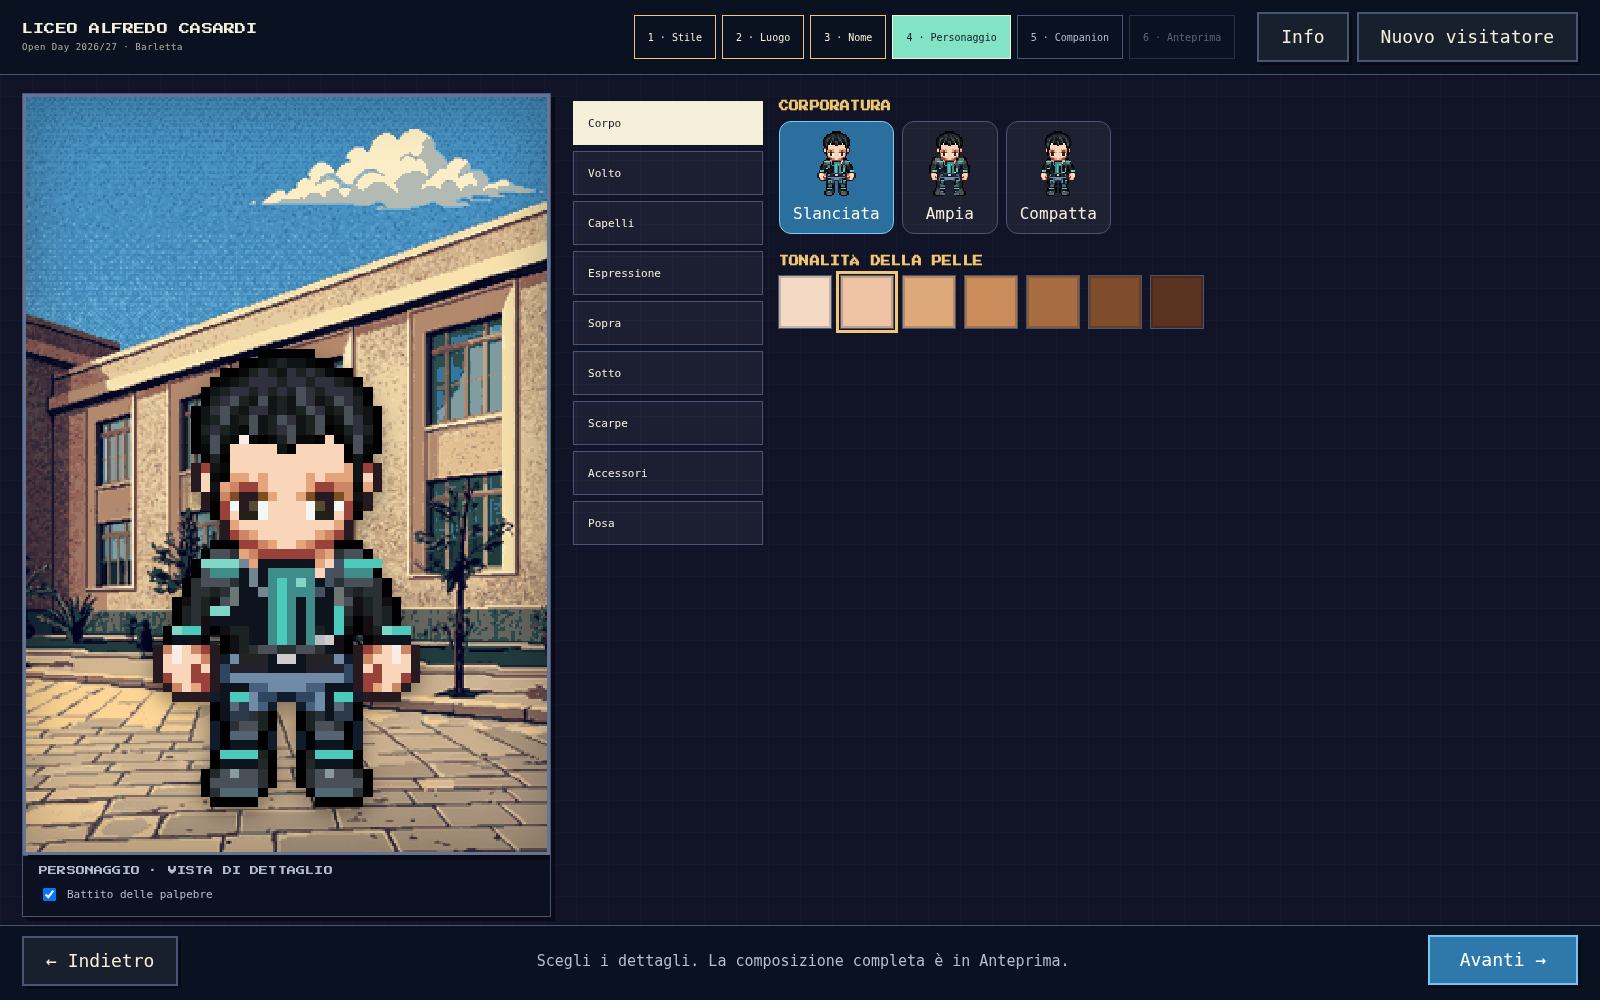 LICEO ALFREDO CASARDI
Open Day 2026/27 · Barletta
1 · Stile
2 · Luogo
3 · Nome
4 · Personaggio
5 · Companion
6 · Anteprima
Info
Nuovo visitatore
Corpo
Volto
Capelli
Espressione
Sopra
Sotto
Scarpe
Accessori
Posa
CORPORATURA
Slanciata
Ampia
Compatta
TONALITà DELLA PELLE
PERSONAGGIO · VISTA DI DETTAGLIO
Battito delle palpebre
← Indietro
Scegli i dettagli. La composizione completa è in Anteprima.
Avanti →